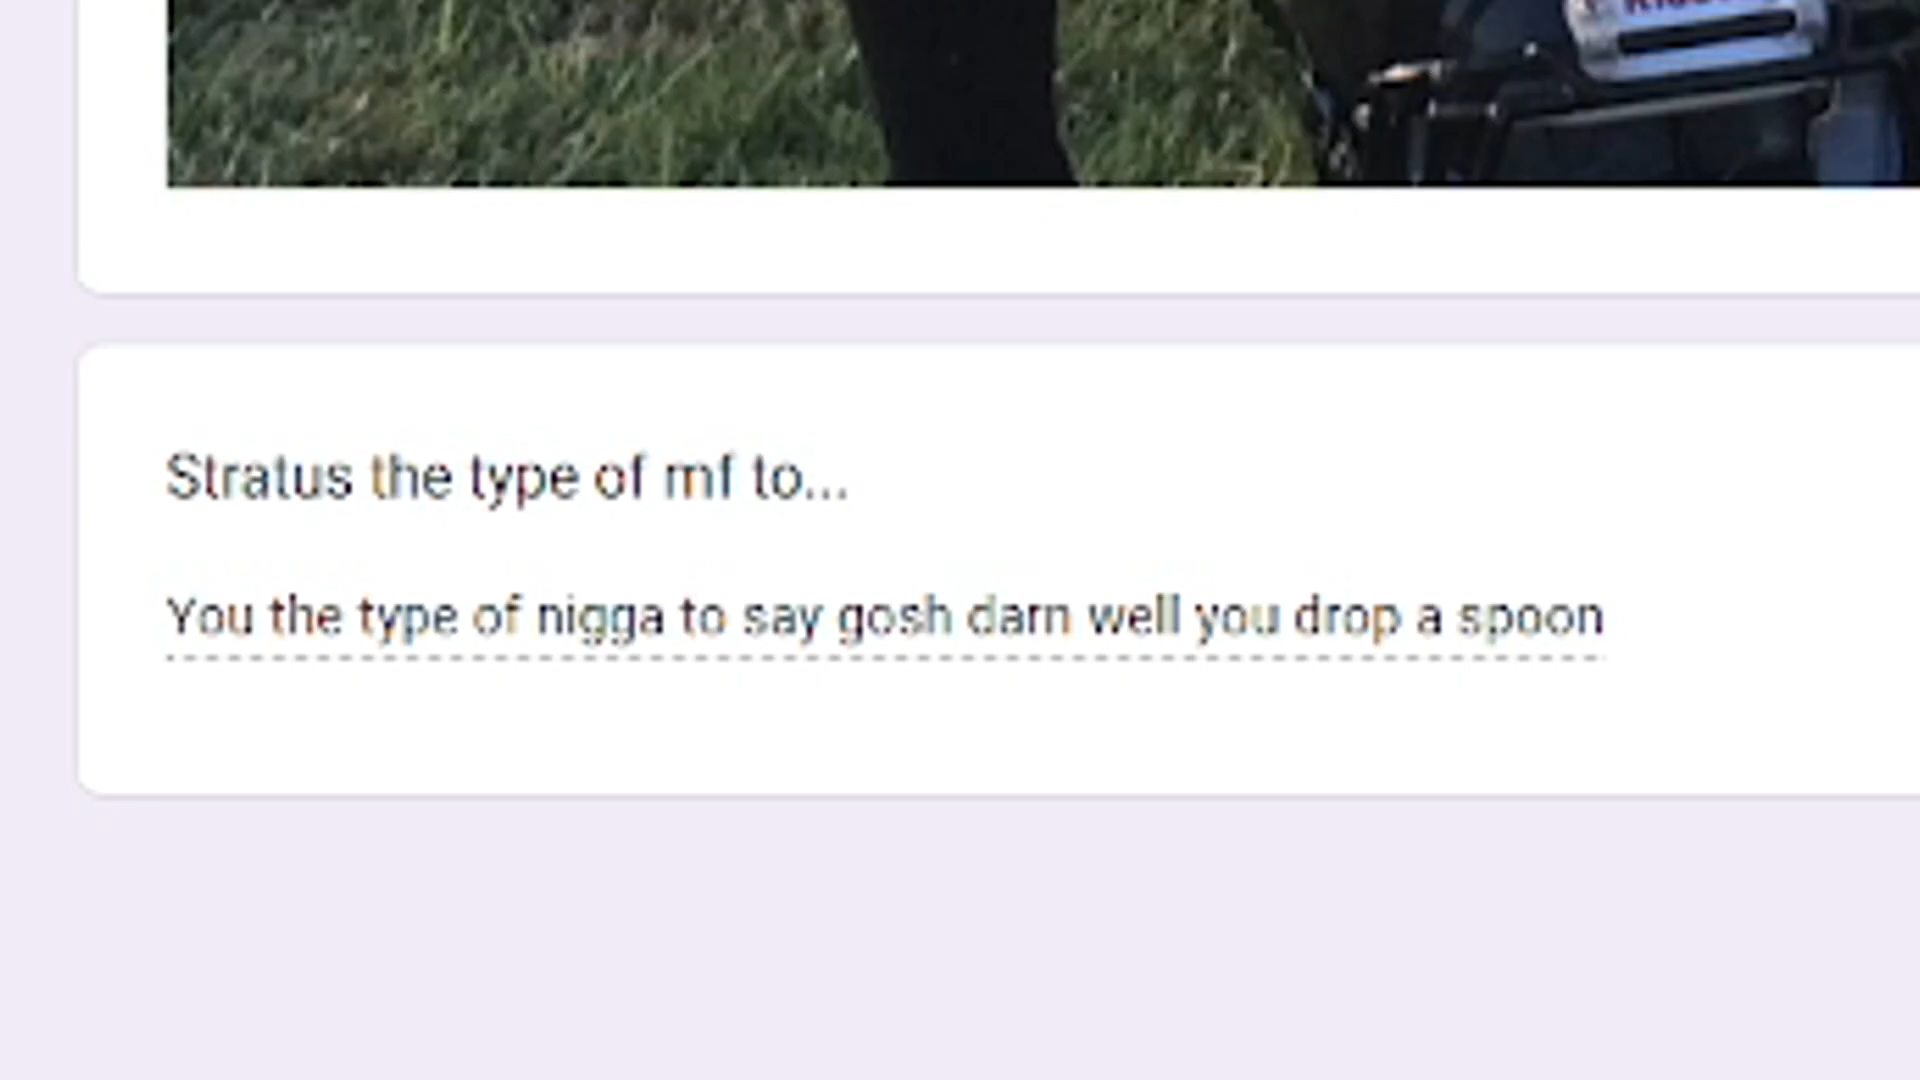 Stratus the type of mf to...
You the type of nigga to say gosh darn well you drop a spoon